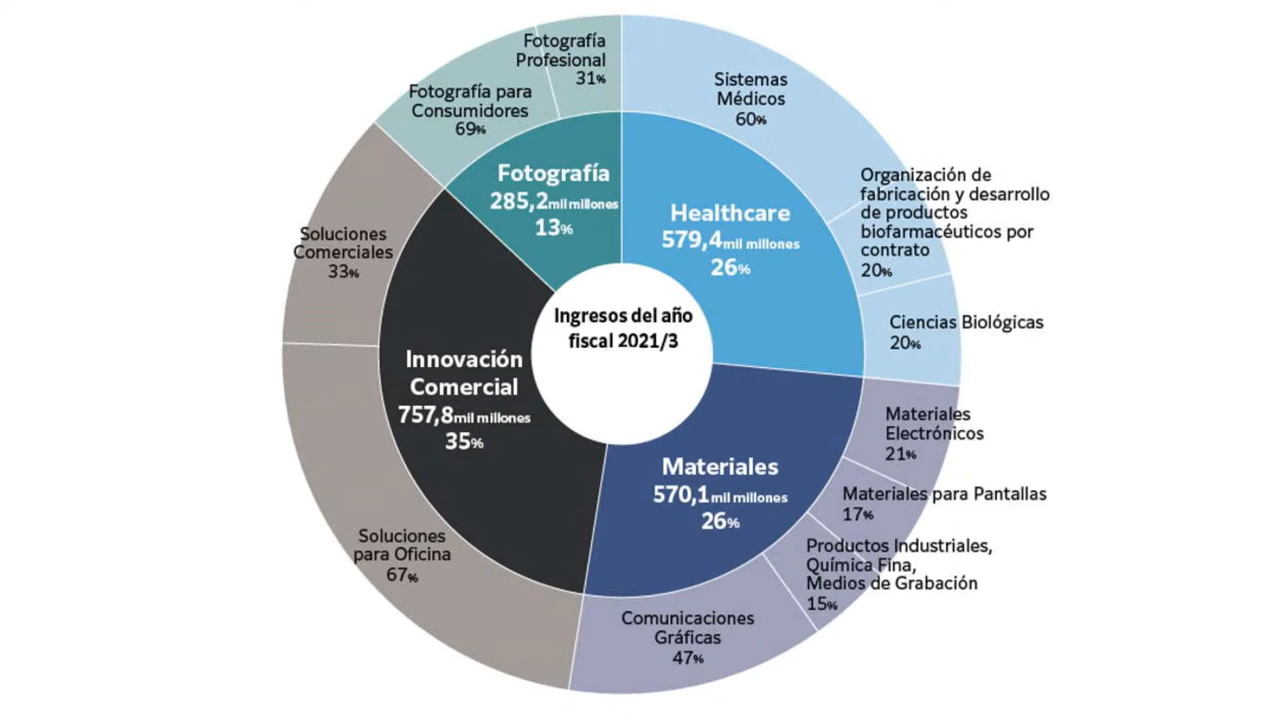 Fotografía
Profesional
31%
Fotografía para
Consumidores
69%
Sistemas
Médicos
60%
Organización de
fabricación y desarrollo
de productos
biofarmacéuticos por
contrato
20%
Ciencias Biológicas
20%
Fotografía
285,2mil millones
13%
Healthcare
579,4mil millones
26%
Soluciones
Comerciales
33%
Ingresos del año
fiscal 2021/3
Innovación
Comercial
757,8mil millones
35%
Materiales
570,1mil millones
26%
Materiales
Electrónicos
21%
Materiales para Pantallas
17%
Productos Industriales,
Química Fina,
Medios de Grabación
15%
Soluciones
para Oficina
67%
Comunicaciones
Gráficas
47%